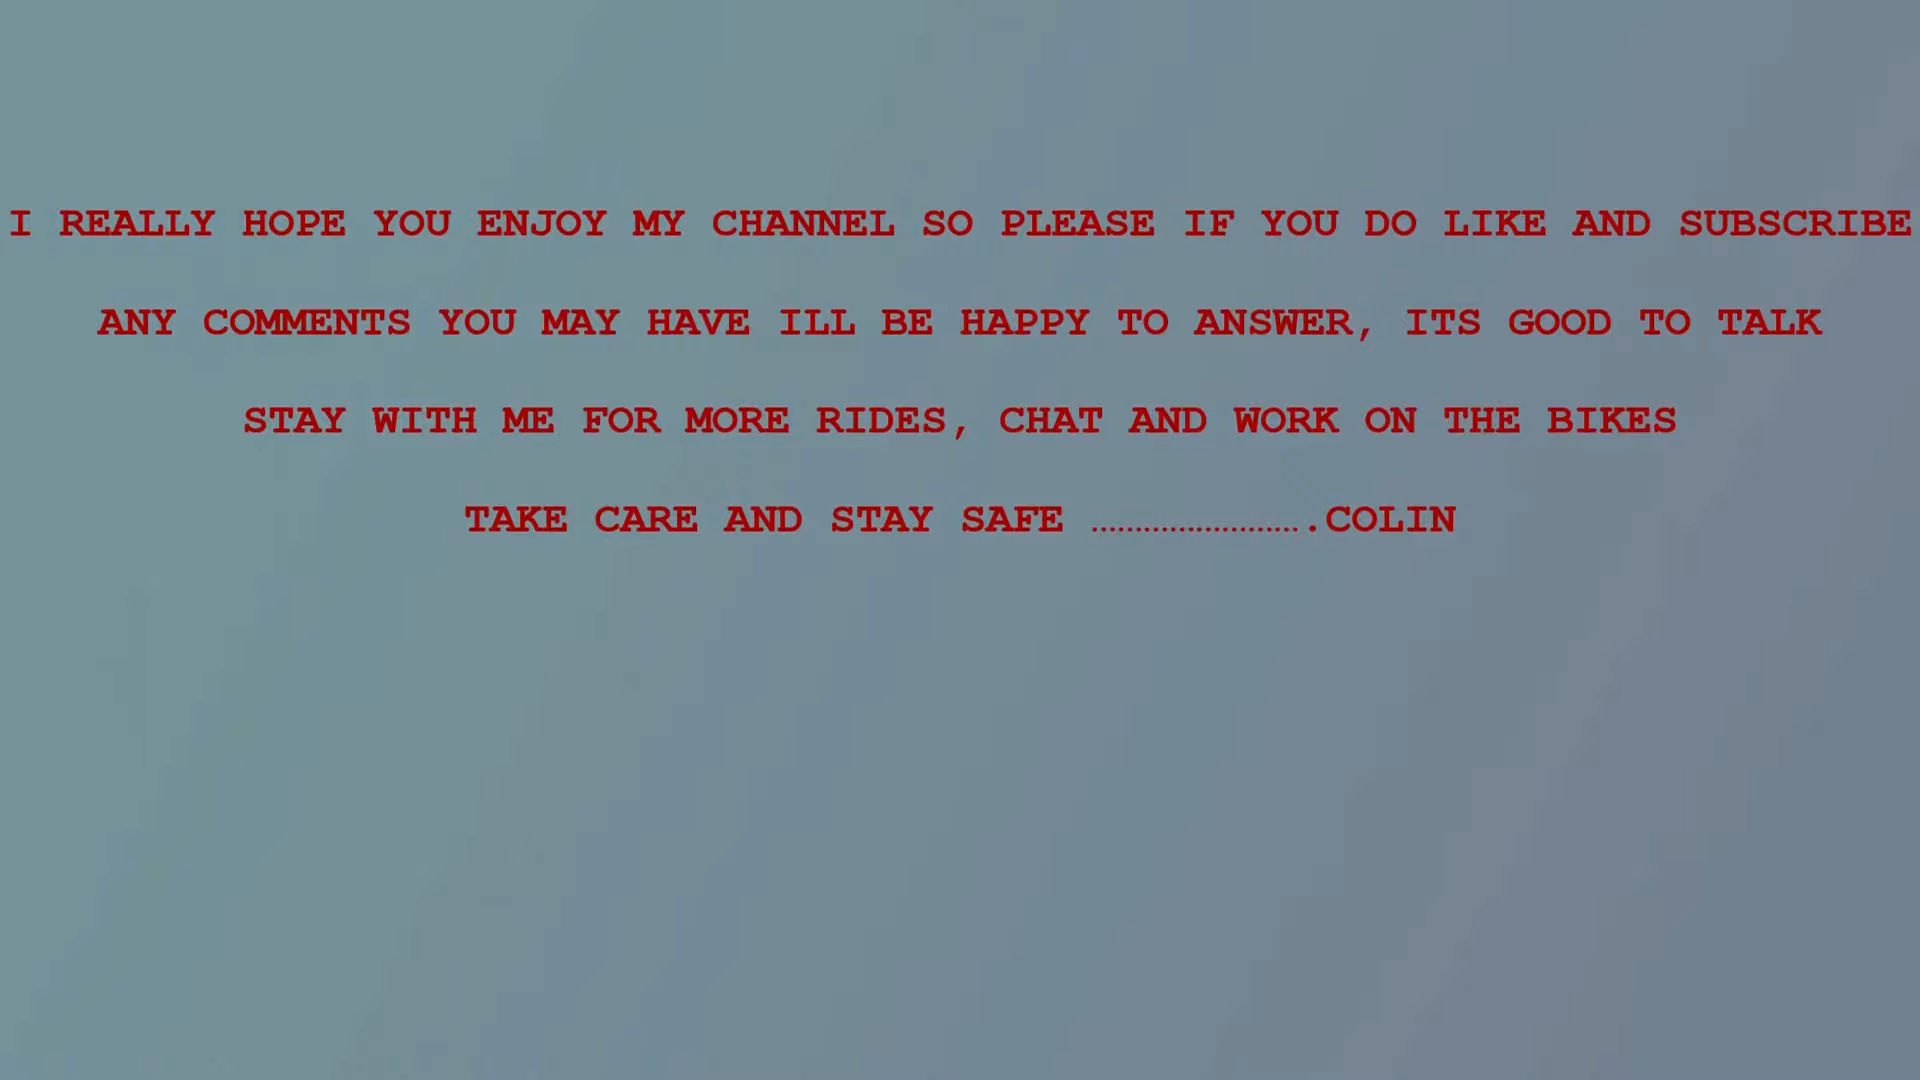 I REALLY HOPE YOU ENJOY MY CHANNEL SO PLEASE IF YOU DO LIKE AND SUBSCRIBE
ANY COMMENTS YOU MAY HAVE ILL BE HAPPY TO ANSWER, ITS GOOD TO TALK
STAY WITH ME FOR MORE RIDES, CHAT AND WORK ON THE BIKES
TAKE CARE AND STAY SAFE …………………….COLIN